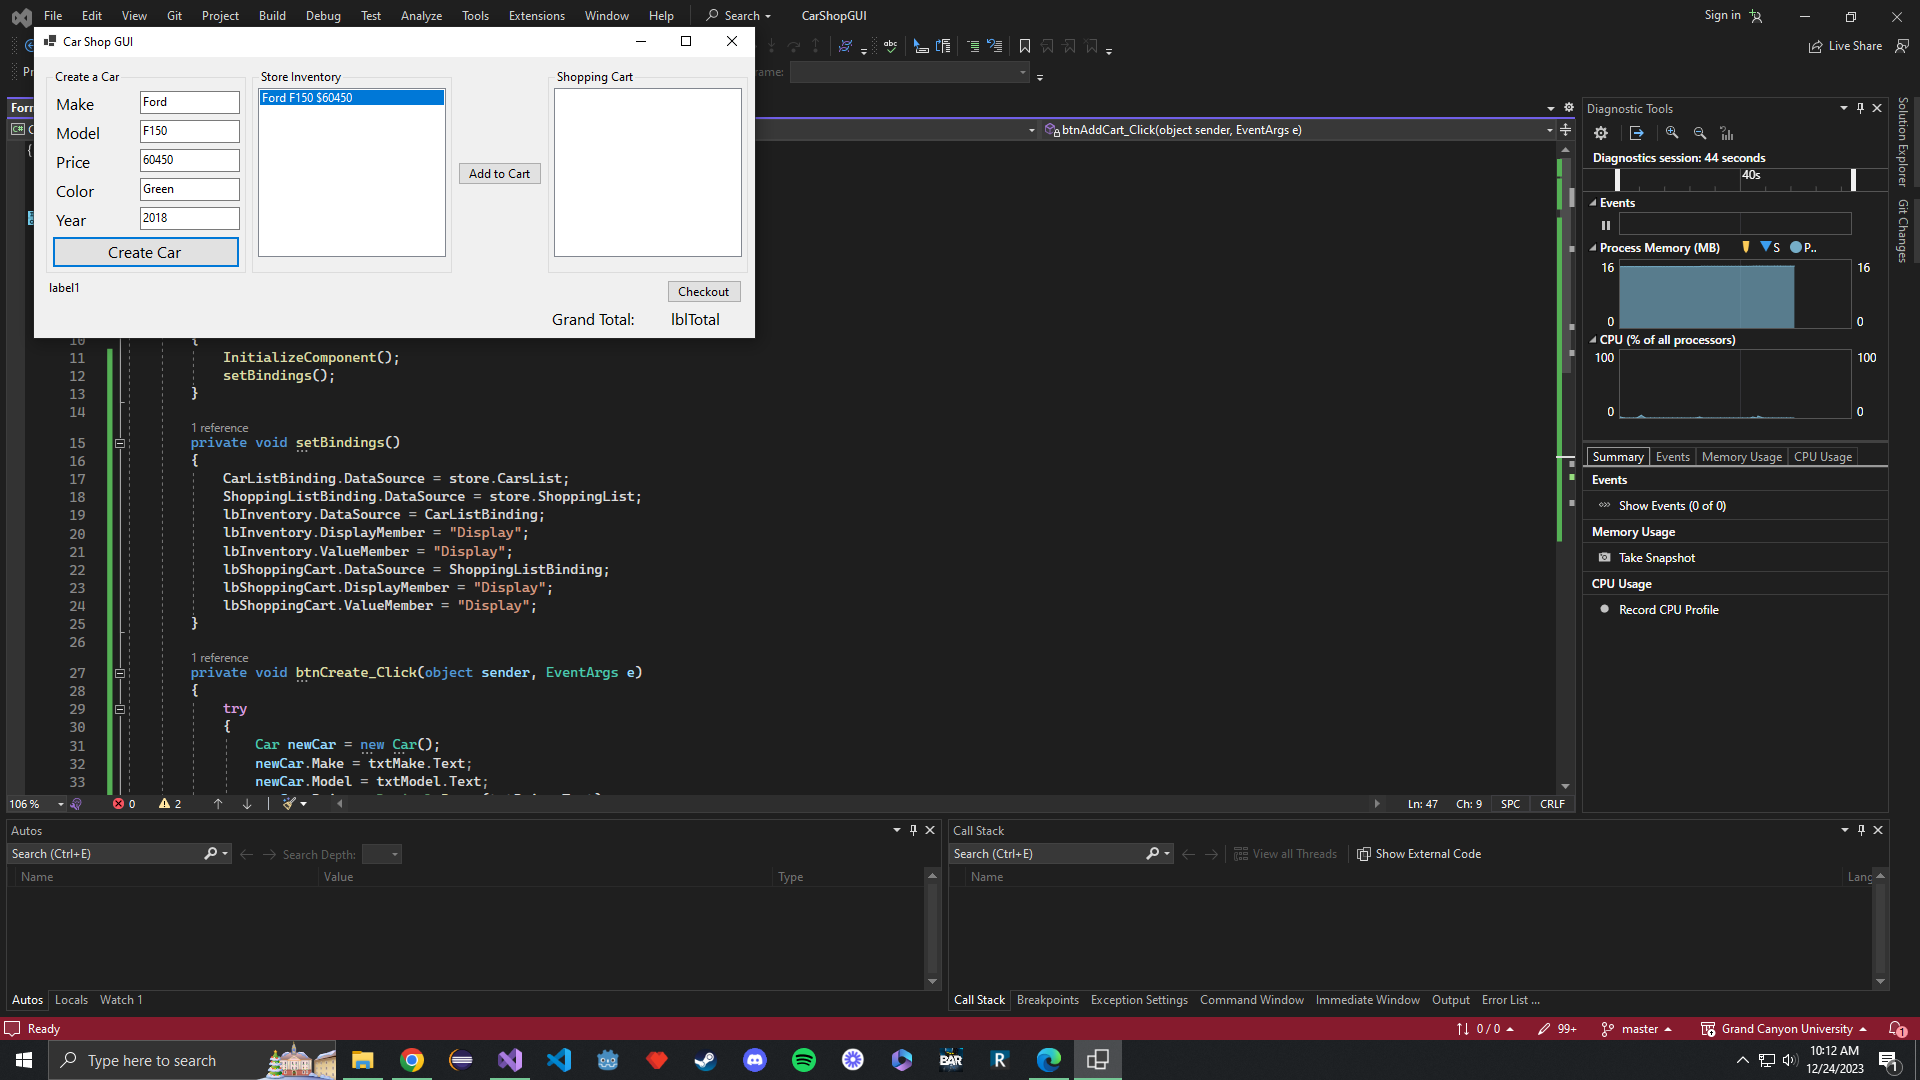 File Edit View Git Project Build Debug Test Analyze Tools Extensions Window Help Search CarShopGUI Sign in
Live Share
Car Shop GUI
Create a Car
Make Ford
Model F150
Price 60450
Color Green
Year 2018
Create Car
Store Inventory
Ford F150 $60450
Add to Cart
Shopping Cart
label1
Checkout
Grand Total: lblTotal
btnAddCart_Click(object sender, EventArgs e)
{
10 {
11 InitializeComponent();
12 setBindings();
13 }
14
1 reference
15 private void setBindings()
16 {
17 CarListBinding.DataSource = store.CarsList;
18 ShoppingListBinding.DataSource = store.ShoppingList;
19 lbInventory.DataSource = CarListBinding;
20 lbInventory.DisplayMember = "Display";
21 lbInventory.ValueMember = "Display";
22 lbShoppingCart.DataSource = ShoppingListBinding;
23 lbShoppingCart.DisplayMember = "Display";
24 lbShoppingCart.ValueMember = "Display";
25 }
26
1 reference
27 private void btnCreate_Click(object sender, EventArgs e)
28 {
29 try
30 {
31 Car newCar = new Car();
32 newCar.Make = txtMake.Text;
33 newCar.Model = txtModel.Text;
106 % 0 2 Ln: 47 Ch: 9 SPC CRLF
Diagnostic Tools
Diagnostics session: 44 seconds
40s
Events
Process Memory (MB) S P..
16 16
0 0
CPU (% of all processors)
100 100
0 0
Summary Events Memory Usage CPU Usage
Events
Show Events (0 of 0)
Memory Usage
Take Snapshot
CPU Usage
Record CPU Profile
Solution Explorer
Git Changes
Autos
Search (Ctrl+E) Search Depth:
Name Value Type
Autos Locals Watch 1
Call Stack
Search (Ctrl+E) View all Threads Show External Code
Name Lang
Call Stack Breakpoints Exception Settings Command Window Immediate Window Output Error List ...
Ready 0 / 0 99+ master Grand Canyon University 1
Type here to search
BAR
R
10:12 AM
12/24/2023
1